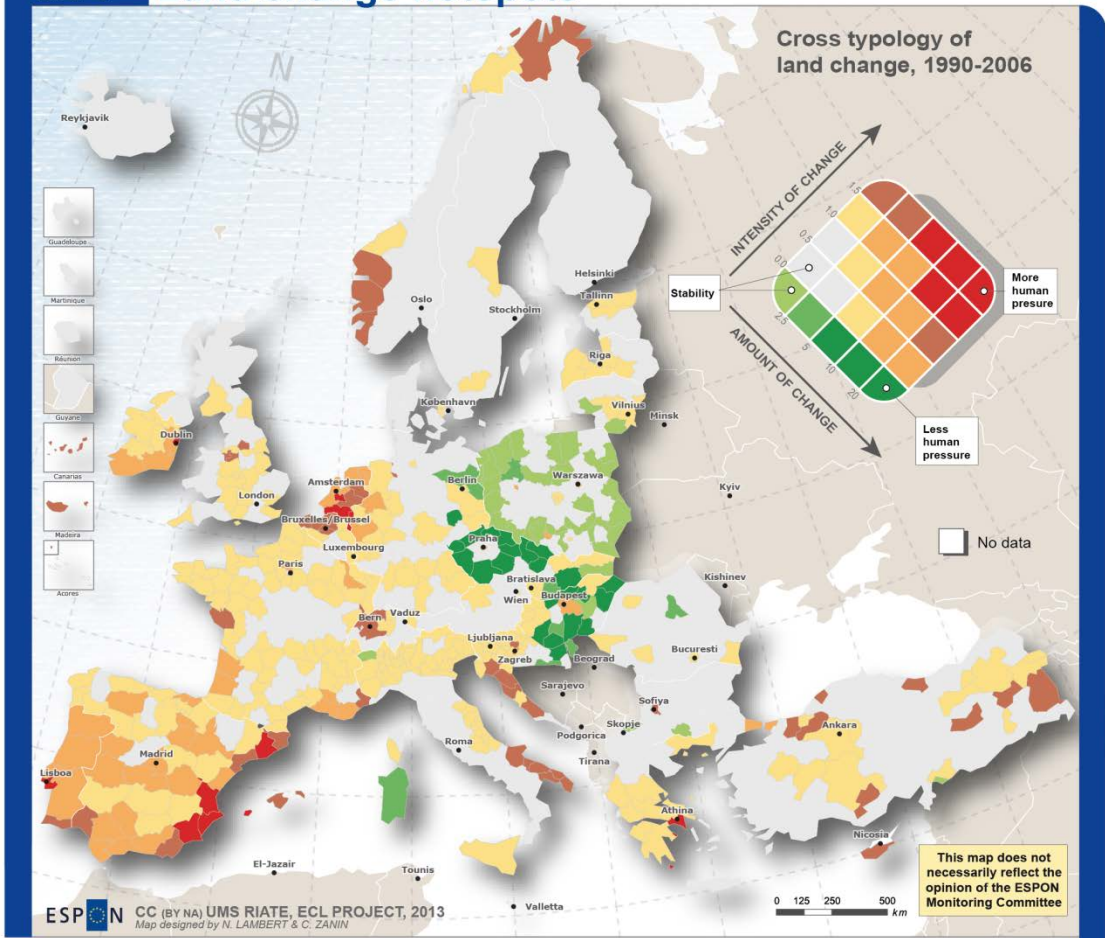 Cross typology of
land change, 1990-2006
N
Reykjavik
INTENSITY OF CHANGE
1.5
1.0
0.5
0.0
2.5
5
10
20
AMOUNT OF CHANGE
Stability
More
human
presure
Less
human
pressure
No data
Guadeloupe
Martinique
Réunion
Guyane
Canarias
Madeira
Acores
Helsinki
Tallinn
Oslo
Stockholm
Riga
København
Vilnius
Minsk
Dublin
Amsterdam
Berlin
Warszawa
London
Bruxelles/Brussel
Kyiv
Praha
Luxembourg
Paris
Bratislava
Wien
Kishinev
Budapest
Bern
Vaduz
Ljubljana
Zagreb
Bucuresti
Beograd
Sarajevo
Sofiya
Skopje
Podgorica
Ankara
Roma
Tirana
Madrid
Lisboa
Athina
Nicosia
El-Jazair
Tounis
Valletta
This map does not
necessarily reflect the
opinion of the ESPON
Monitoring Committee
0 125 250 500
km
ESPON
CC (BY NA) UMS RIATE, ECL PROJECT, 2013
Map designed by N. LAMBERT & C. ZANIN